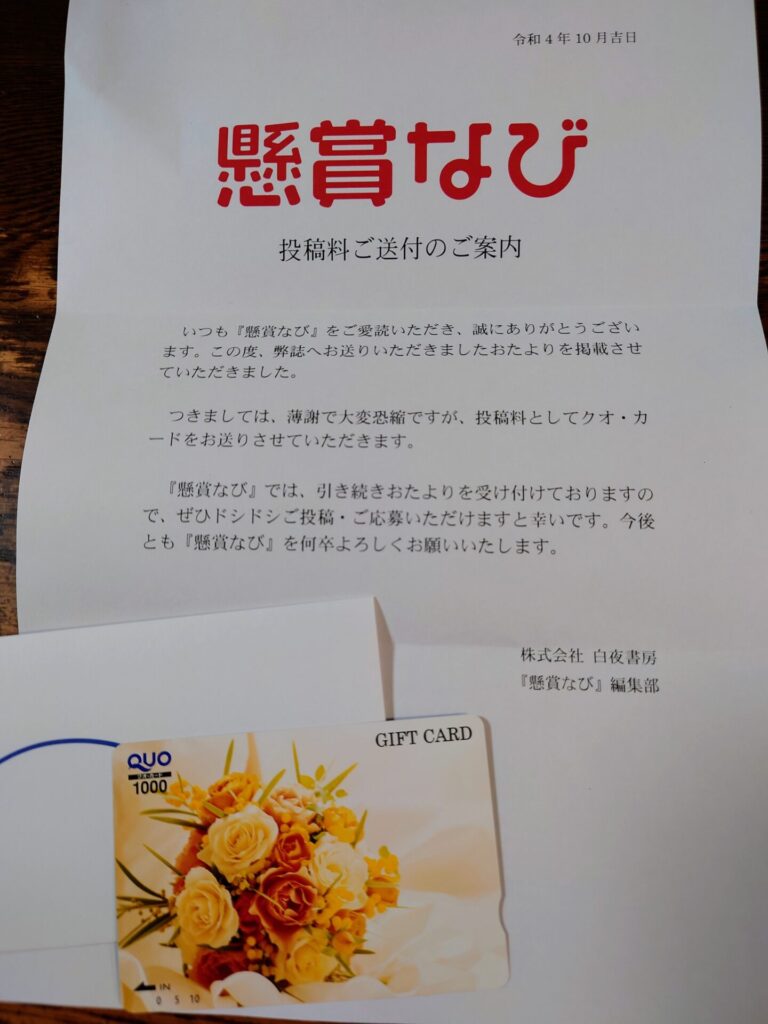 令和4年10月吉日
懸賞なび
投稿料ご送付のご案内
いつも『懸賞なび』をご愛読いただき、誠にありがとうござい
ます。この度、弊誌へお送りいただきましたおたよりを掲載させ
ていただきました。
つきましては、薄謝で大変恐縮ですが、投稿料としてクオ・カ
ードをお送りさせていただきます。
『懸賞なび』では、引き続きおたよりを受け付けておりますの
で、ぜひドシドシご投稿・ご応募いただけますと幸いです。今後
とも『懸賞なび』を何卒よろしくお願いいたします。
株式会社 白夜書房
『懸賞なび』編集部
GIFT CARD
QUO
クオ・カード
1000
IN
0 5 10